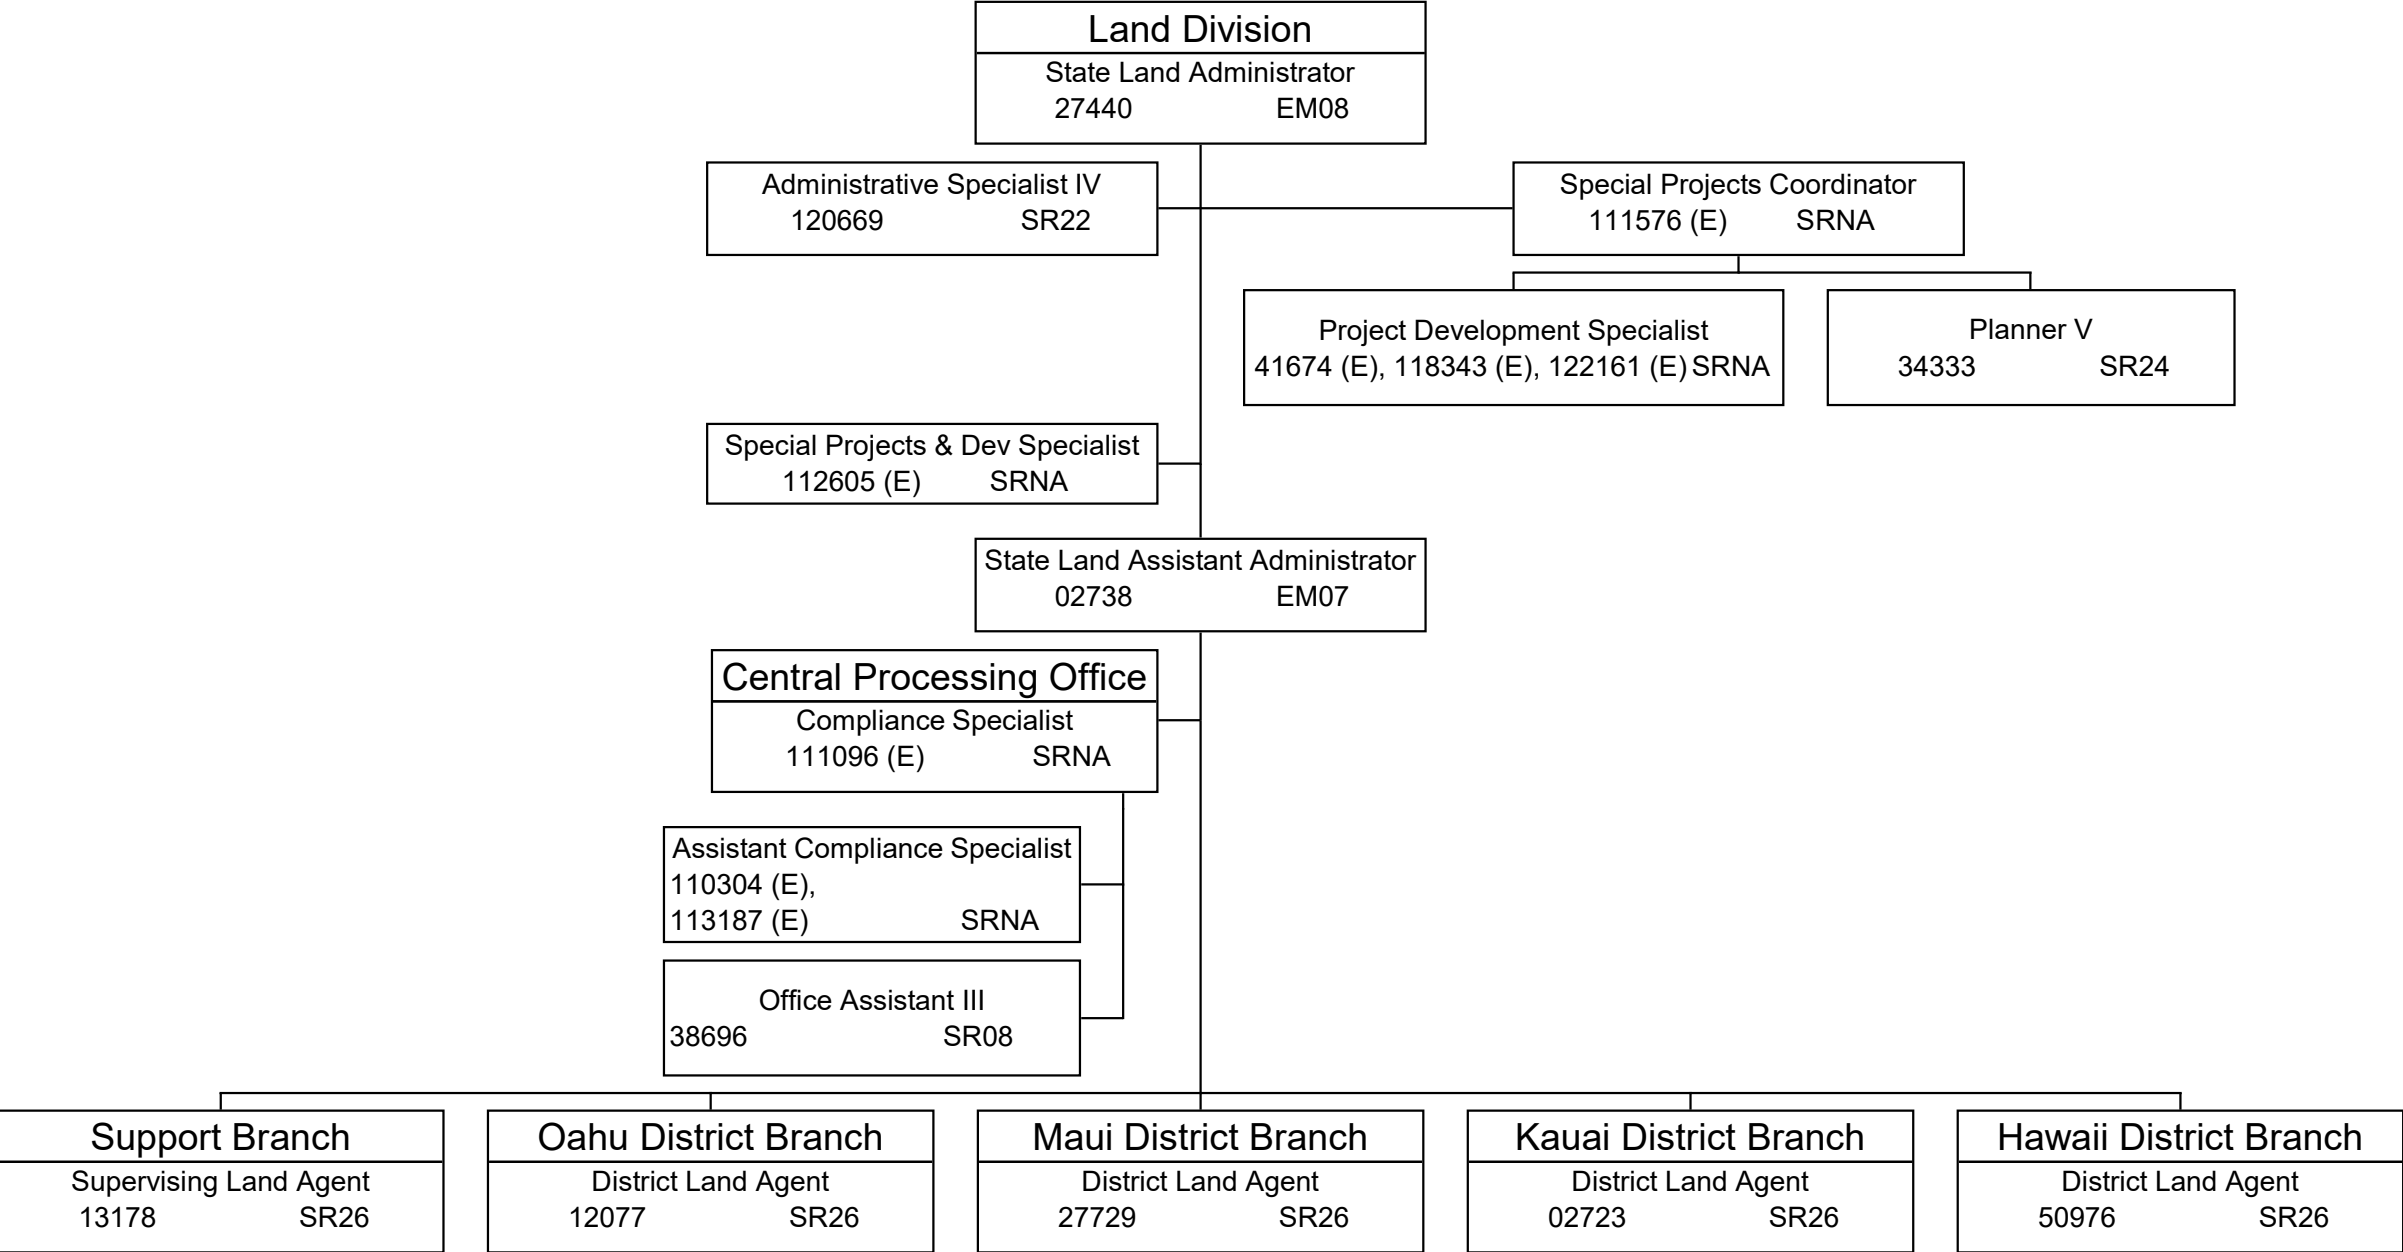 Land Division
State Land Administrator
27440 EM08
Administrative Specialist IV
120669 SR22
Special Projects Coordinator
111576 (E) SRNA
Project Development Specialist
41674 (E), 118343 (E), 122161 (E) SRNA
Planner V
34333 SR24
Special Projects & Dev Specialist
112605 (E) SRNA
State Land Assistant Administrator
02738 EM07
Central Processing Office
Compliance Specialist
111096 (E) SRNA
Assistant Compliance Specialist
110304 (E),
113187 (E) SRNA
Office Assistant III
38696 SR08
Support Branch
Supervising Land Agent
13178 SR26
Oahu District Branch
District Land Agent
12077 SR26
Maui District Branch
District Land Agent
27729 SR26
Kauai District Branch
District Land Agent
02723 SR26
Hawaii District Branch
District Land Agent
50976 SR26